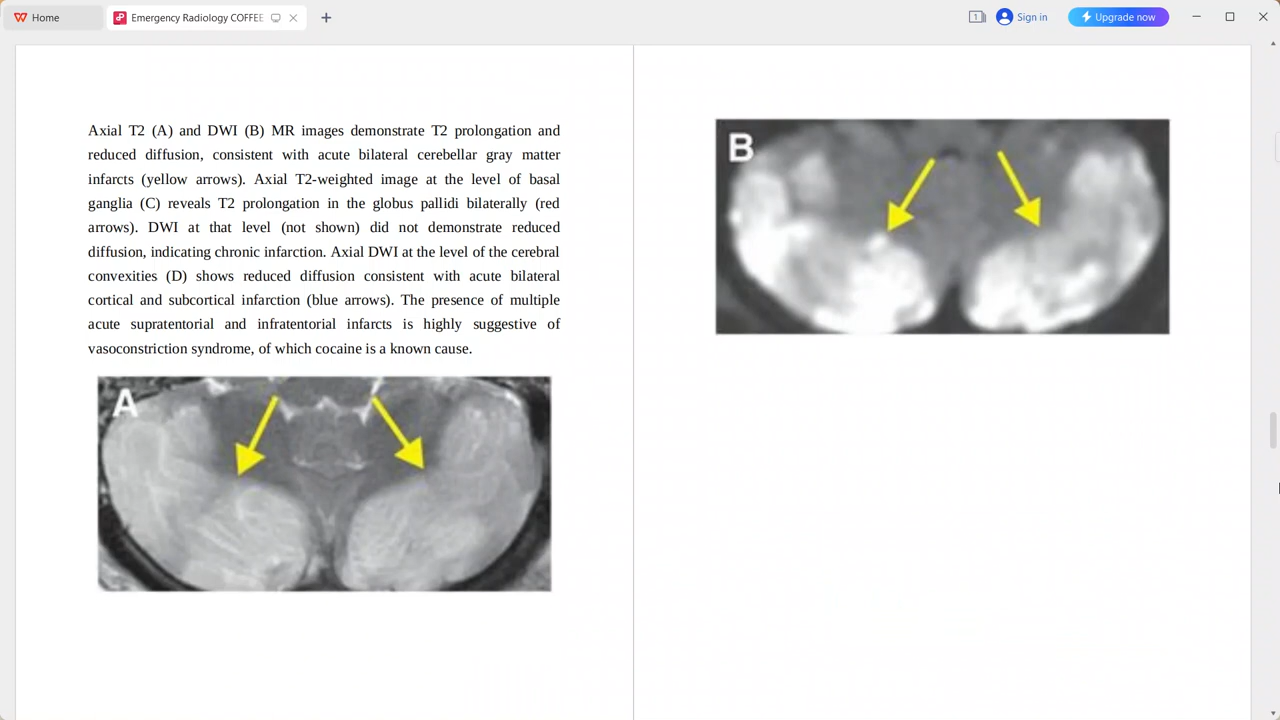 Home
Emergency Radiology COFFEE
1
Sign in
Upgrade now
Axial T2 (A) and DWI (B) MR images demonstrate T2 prolongation and
reduced diffusion, consistent with acute bilateral cerebellar gray matter
infarcts (yellow arrows). Axial T2-weighted image at the level of basal
ganglia (C) reveals T2 prolongation in the globus pallidi bilaterally (red
arrows). DWI at that level (not shown) did not demonstrate reduced
diffusion, indicating chronic infarction. Axial DWI at the level of the cerebral
convexities (D) shows reduced diffusion consistent with acute bilateral
cortical and subcortical infarction (blue arrows). The presence of multiple
acute supratentorial and infratentorial infarcts is highly suggestive of
vasoconstriction syndrome, of which cocaine is a known cause.
A
B